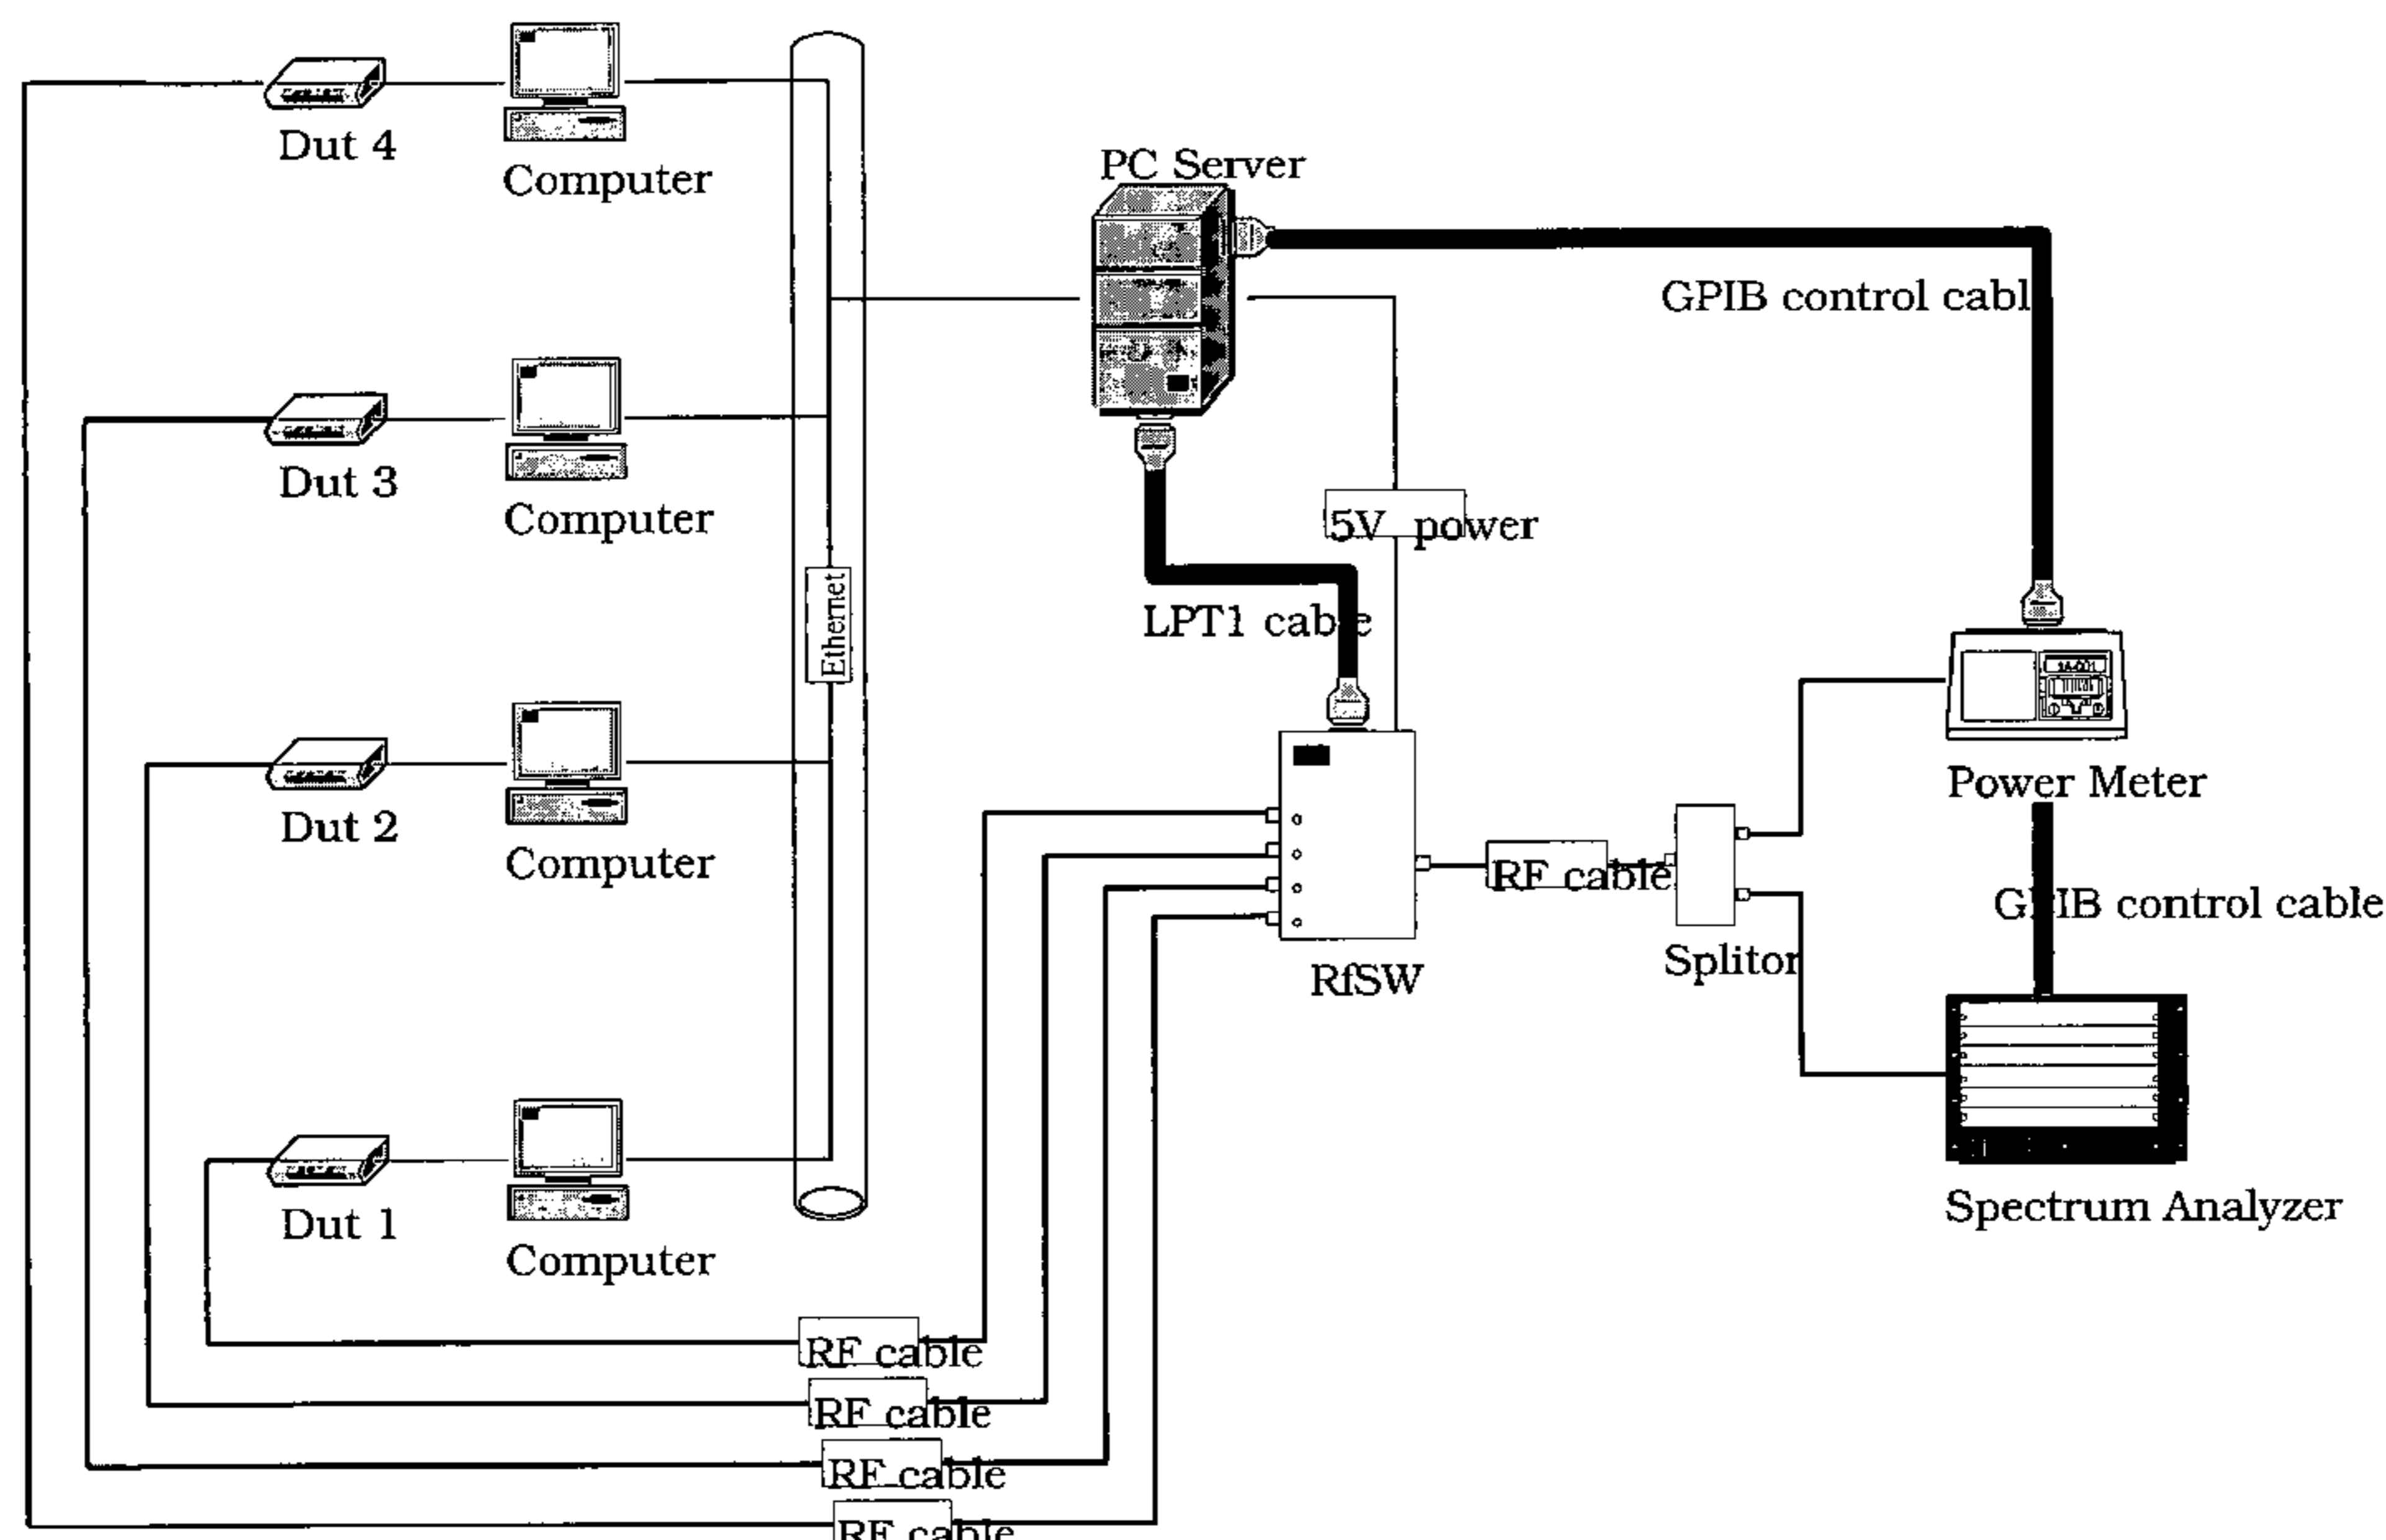 Dut 4
Computer
PC Server
GPIB control cabl
Dut 3
Computer
5V power
Ethernet
LPT1 cable
Dut 2
Computer
Power Meter
RF cable
GPIB control cable
Splitor
RfSW
Dut 1
Computer
Spectrum Analyzer
RF cable
RF cable
RF cable
RF cable